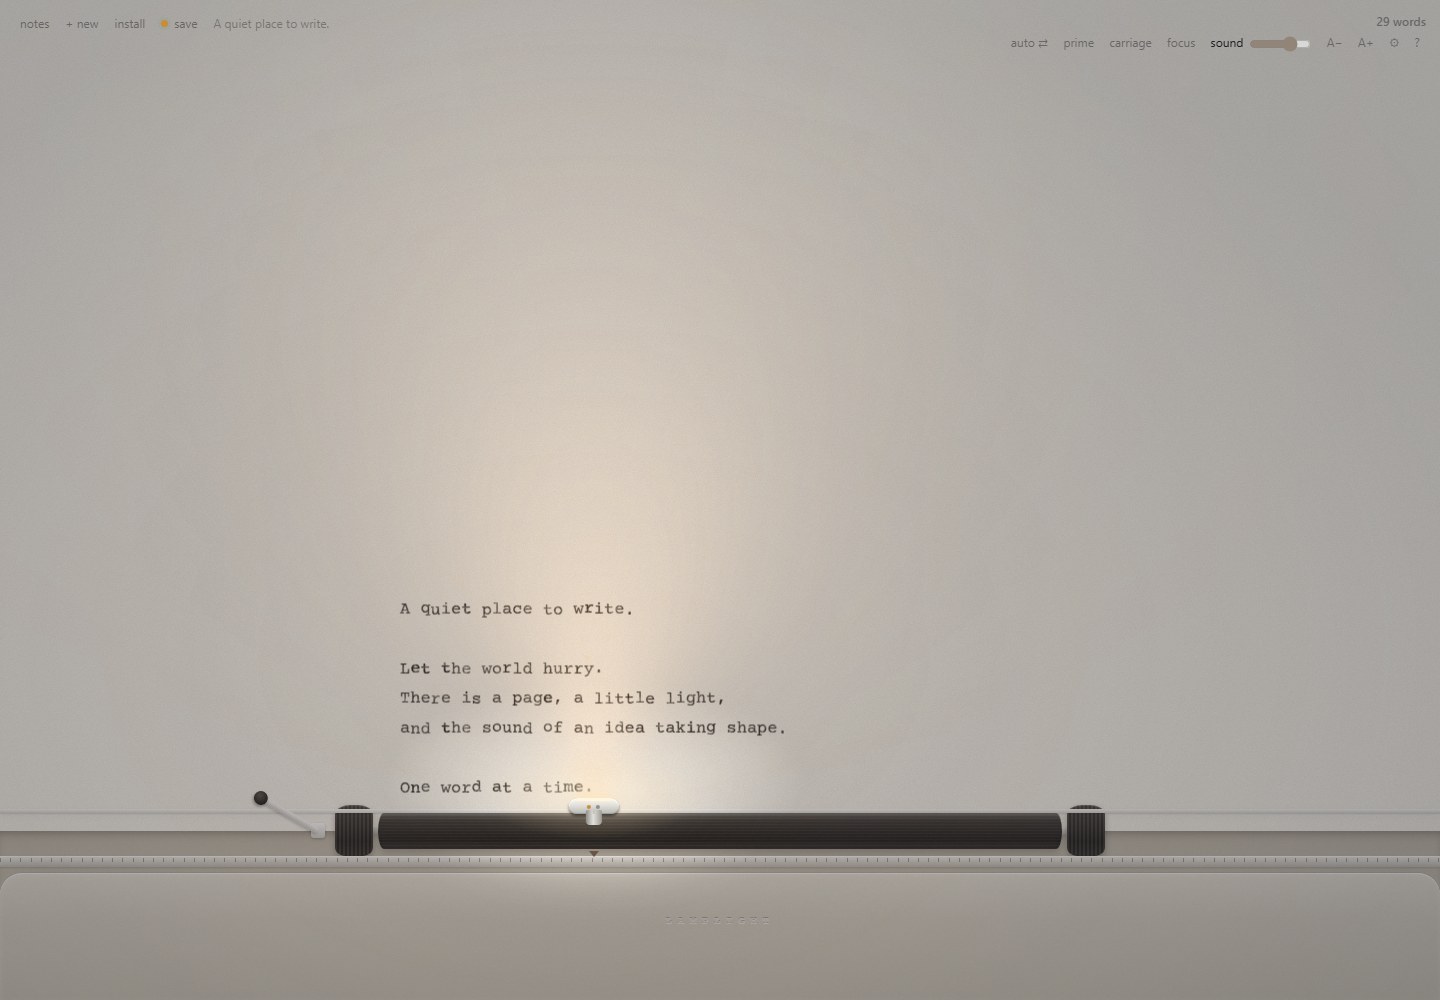 notes + new install save A quiet place to write.
29 words
auto ⇄ prime carriage focus sound A− A+ ⚙ ?
A quiet place to write.
Let the world hurry.
There is a page, a little light,
and the sound of an idea taking shape.
One word at a time.